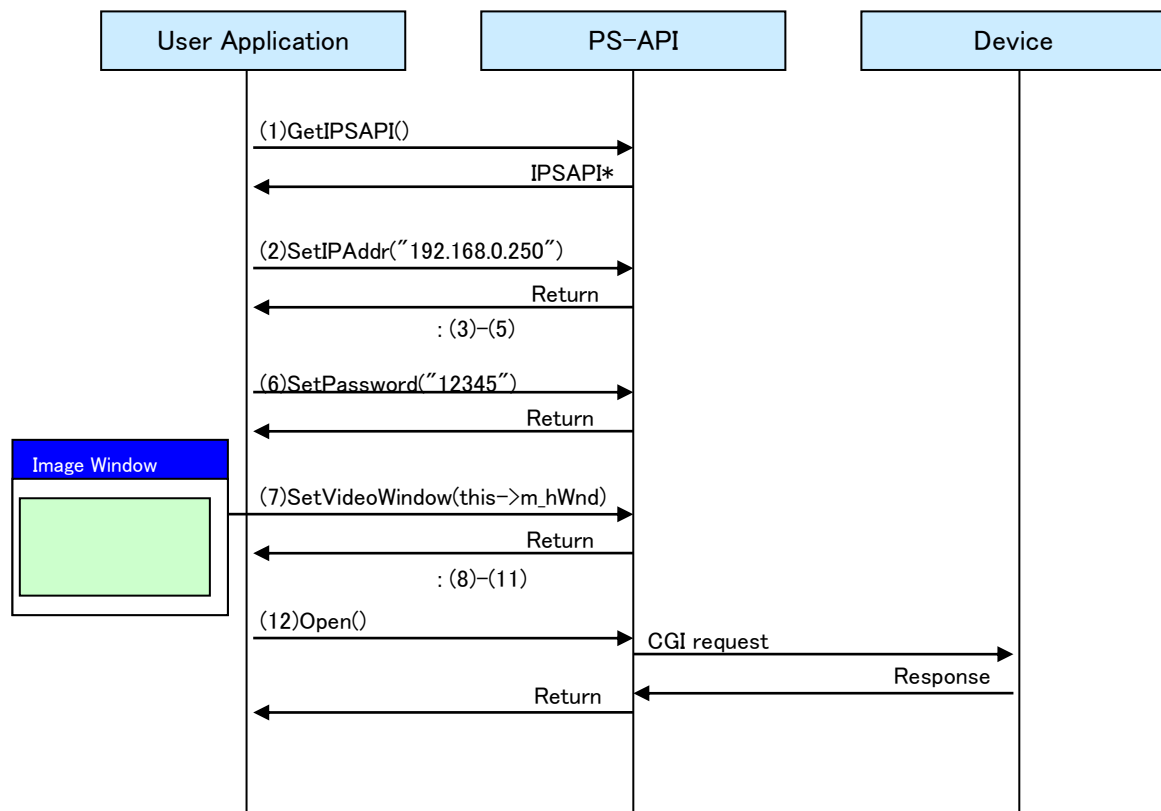 User Application
PS-API
Device
(1)GetIPSAPI()
IPSAPI*
(2)SetIPAddr("192.168.0.250")
Return
: (3)-(5)
(6)SetPassword("12345")
Return
Image Window
(7)SetVideoWindow(this->m_hWnd)
Return
: (8)-(11)
(12)Open()
CGI request
Response
Return